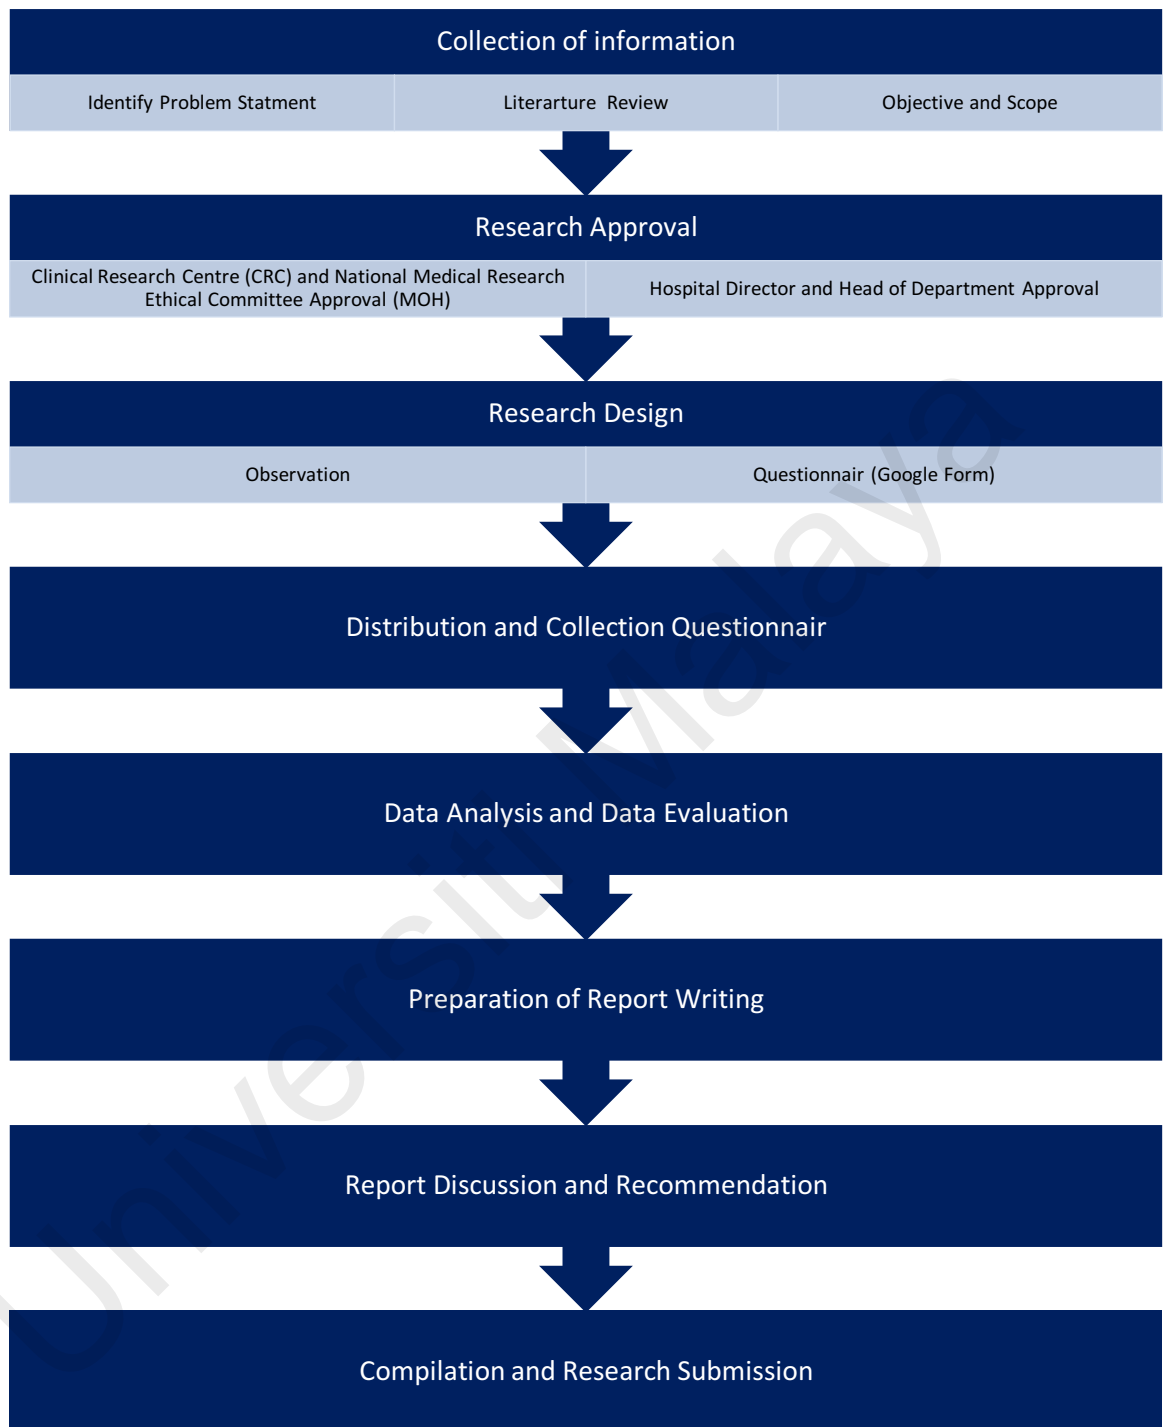 Collection of information
Identify Problem Statment
Literarture Review
Objective and Scope
Research Approval
Clinical Research Centre (CRC) and National Medical Research
Ethical Committee Approval (MOH)
Hospital Director and Head of Department Approval
Research Design
Observation
Questionnair (Google Form)
Distribution and Collection Questionnair
Data Analysis and Data Evaluation
Preparation of Report Writing
Report Discussion and Recommendation
Compilation and Research Submission
Universiti Malaya